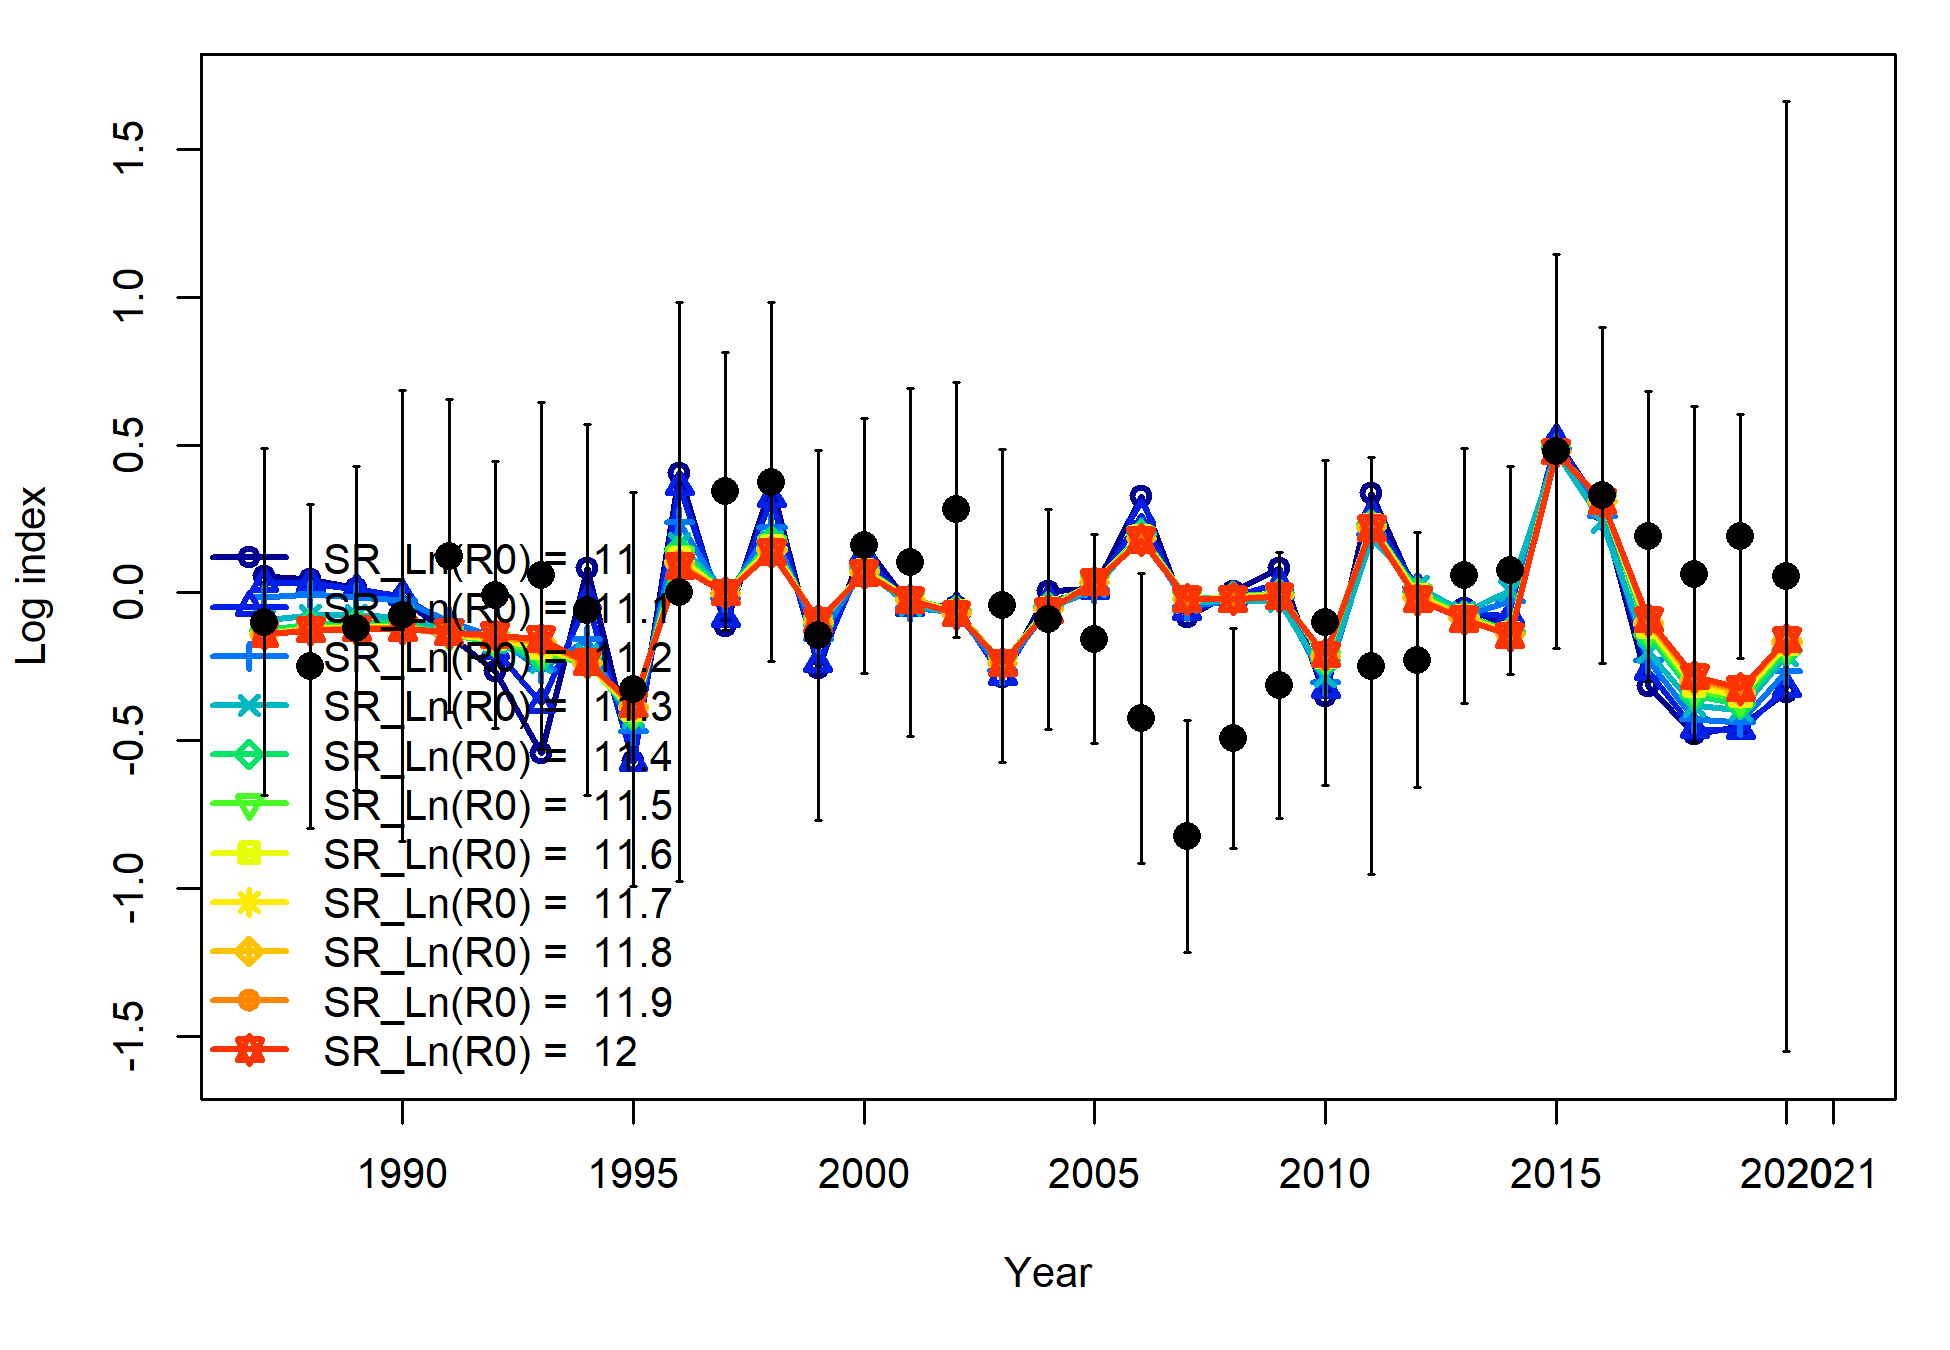 Log index
1.5
1.0
0.5
0.0
-0.5
-1.0
-1.5
SR_Ln(R0) = 11
SR_Ln(R0) = 11.1
SR_Ln(R0) = 11.2
SR_Ln(R0) = 11.3
SR_Ln(R0) = 11.4
SR_Ln(R0) = 11.5
SR_Ln(R0) = 11.6
SR_Ln(R0) = 11.7
SR_Ln(R0) = 11.8
SR_Ln(R0) = 11.9
SR_Ln(R0) = 12
1990 1995 2000 2005 2010 2015 202021
Year